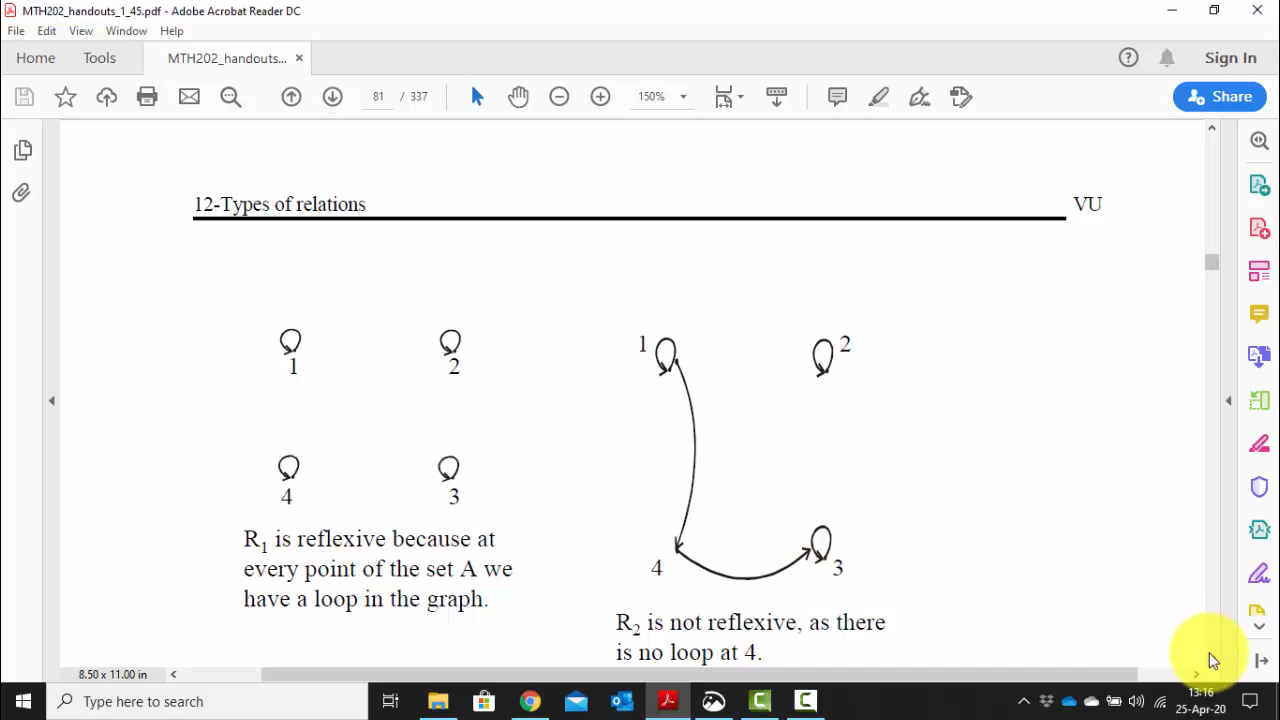 MTH202_handouts_1_45.pdf - Adobe Acrobat Reader DC
File Edit View Window Help
Home Tools MTH202_handouts... × Sign In
81 / 337 150% Share
12-Types of relations VU
1 2 1 2
4 3
R1 is reflexive because at
every point of the set A we
have a loop in the graph.
4 3
R2 is not reflexive, as there
is no loop at 4.
8.50 x 11.00 in
Type here to search
13:16
25-Apr-20